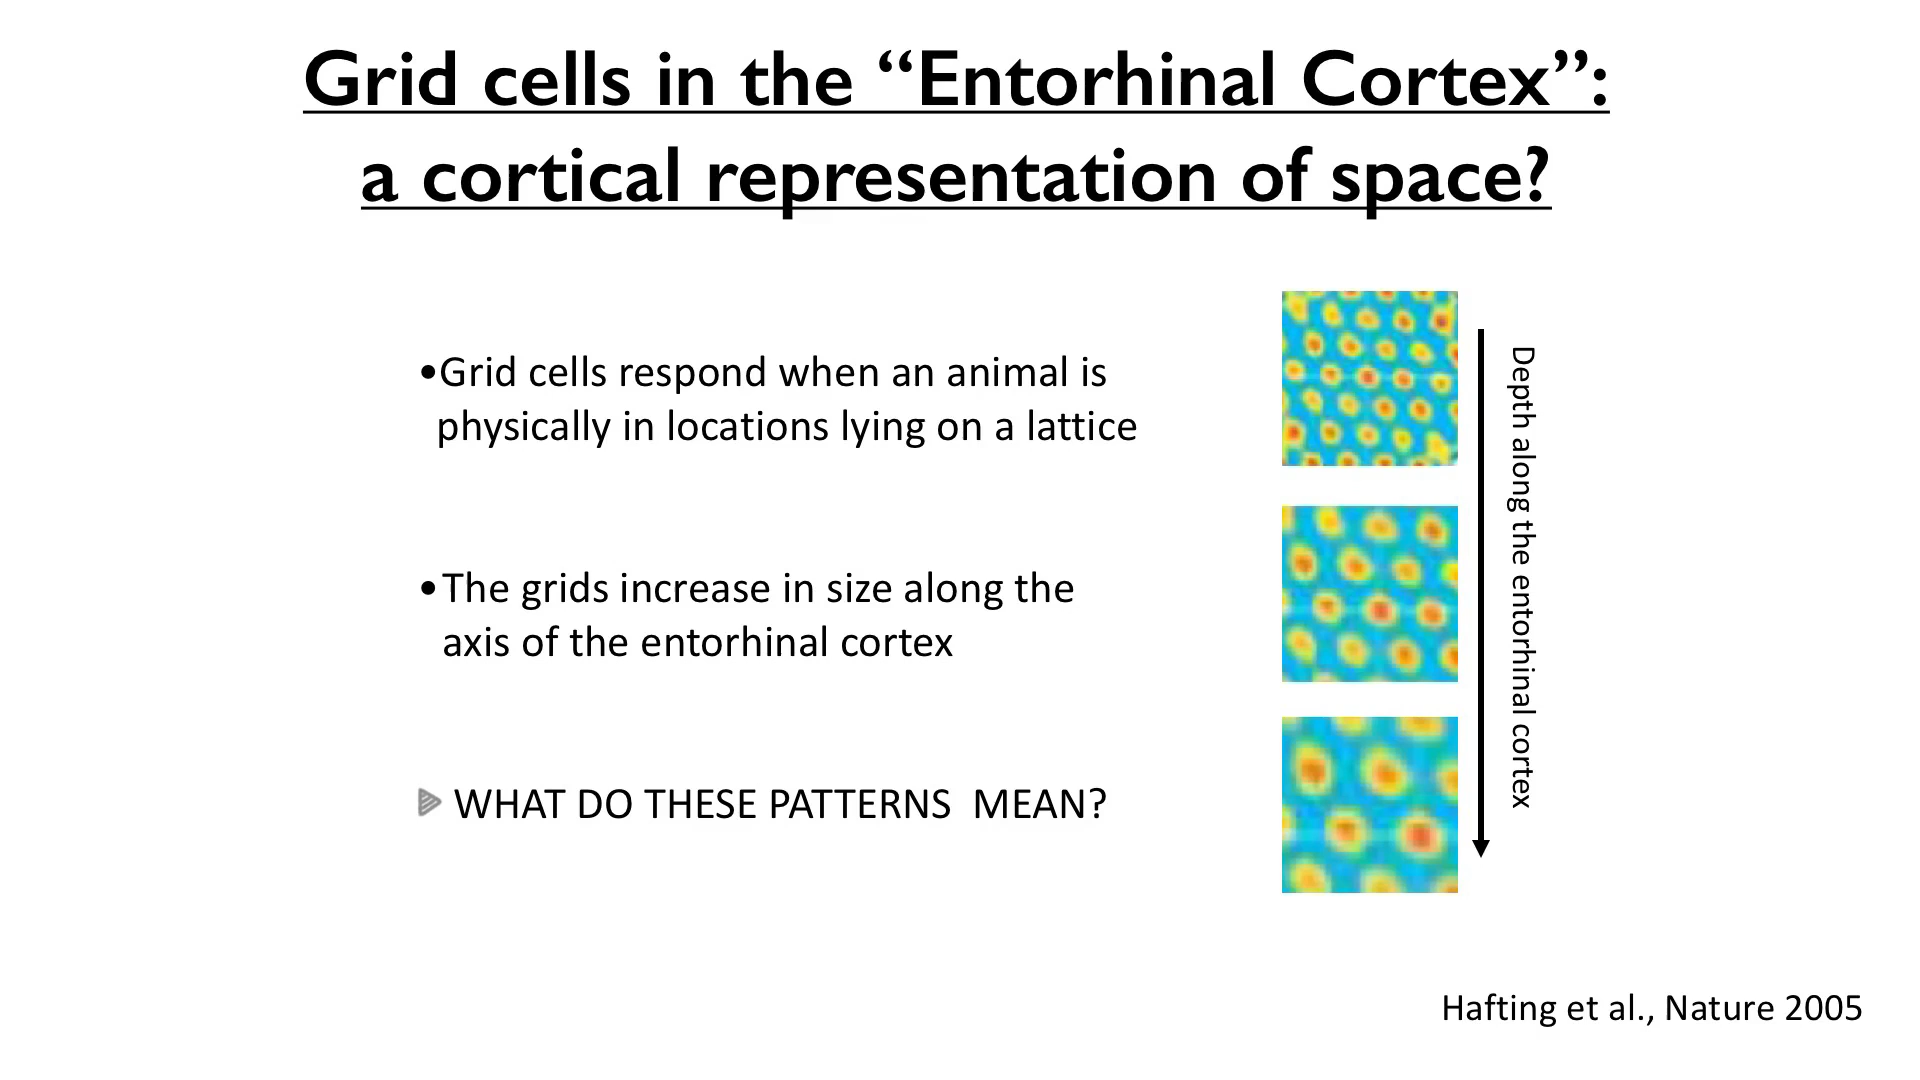 Grid cells in the “Entorhinal Cortex”:
a cortical representation of space?
•Grid cells respond when an animal is
physically in locations lying on a lattice
•The grids increase in size along the
axis of the entorhinal cortex
WHAT DO THESE PATTERNS  MEAN?
Depth along the entorhinal cortex
Hafting et al., Nature 2005